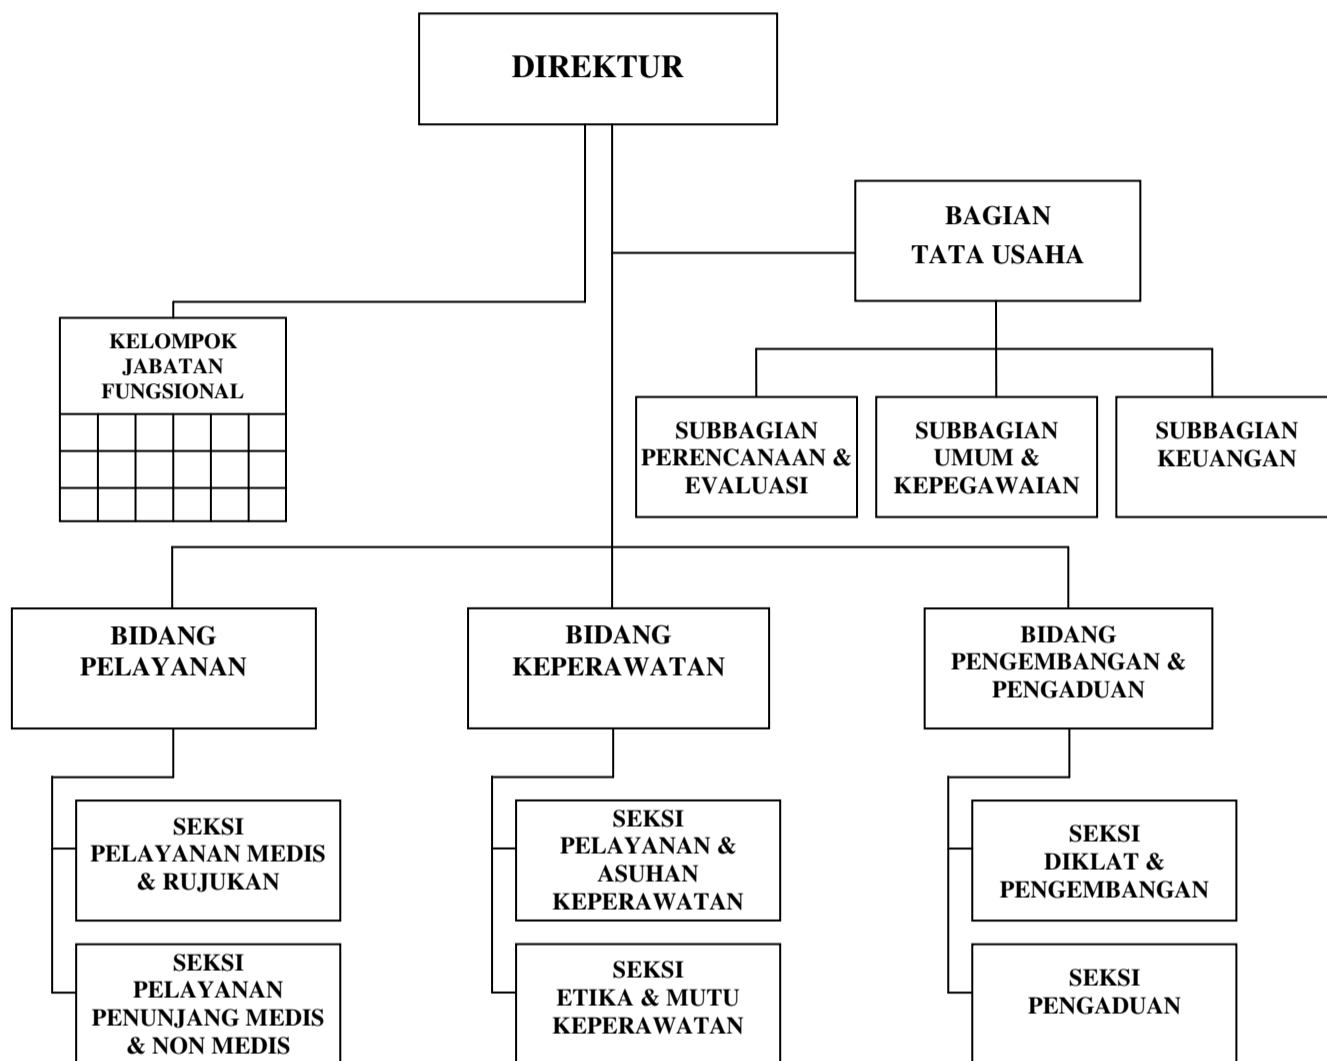 DIREKTUR
BAGIAN
TATA USAHA
KELOMPOK
JABATAN
FUNGSIONAL
SUBBAGIAN
PERENCANAAN &
EVALUASI
SUBBAGIAN
UMUM &
KEPEGAWAIAN
SUBBAGIAN
KEUANGAN
BIDANG
PELAYANAN
BIDANG
KEPERAWATAN
BIDANG
PENGEMBANGAN &
PENGADUAN
SEKSI
PELAYANAN MEDIS
& RUJUKAN
SEKSI
PELAYANAN &
ASUHAN
KEPERAWATAN
SEKSI
DIKLAT &
PENGEMBANGAN
SEKSI
PELAYANAN
PENUNJANG MEDIS
& NON MEDIS
SEKSI
ETIKA & MUTU
KEPERAWATAN
SEKSI
PENGADUAN